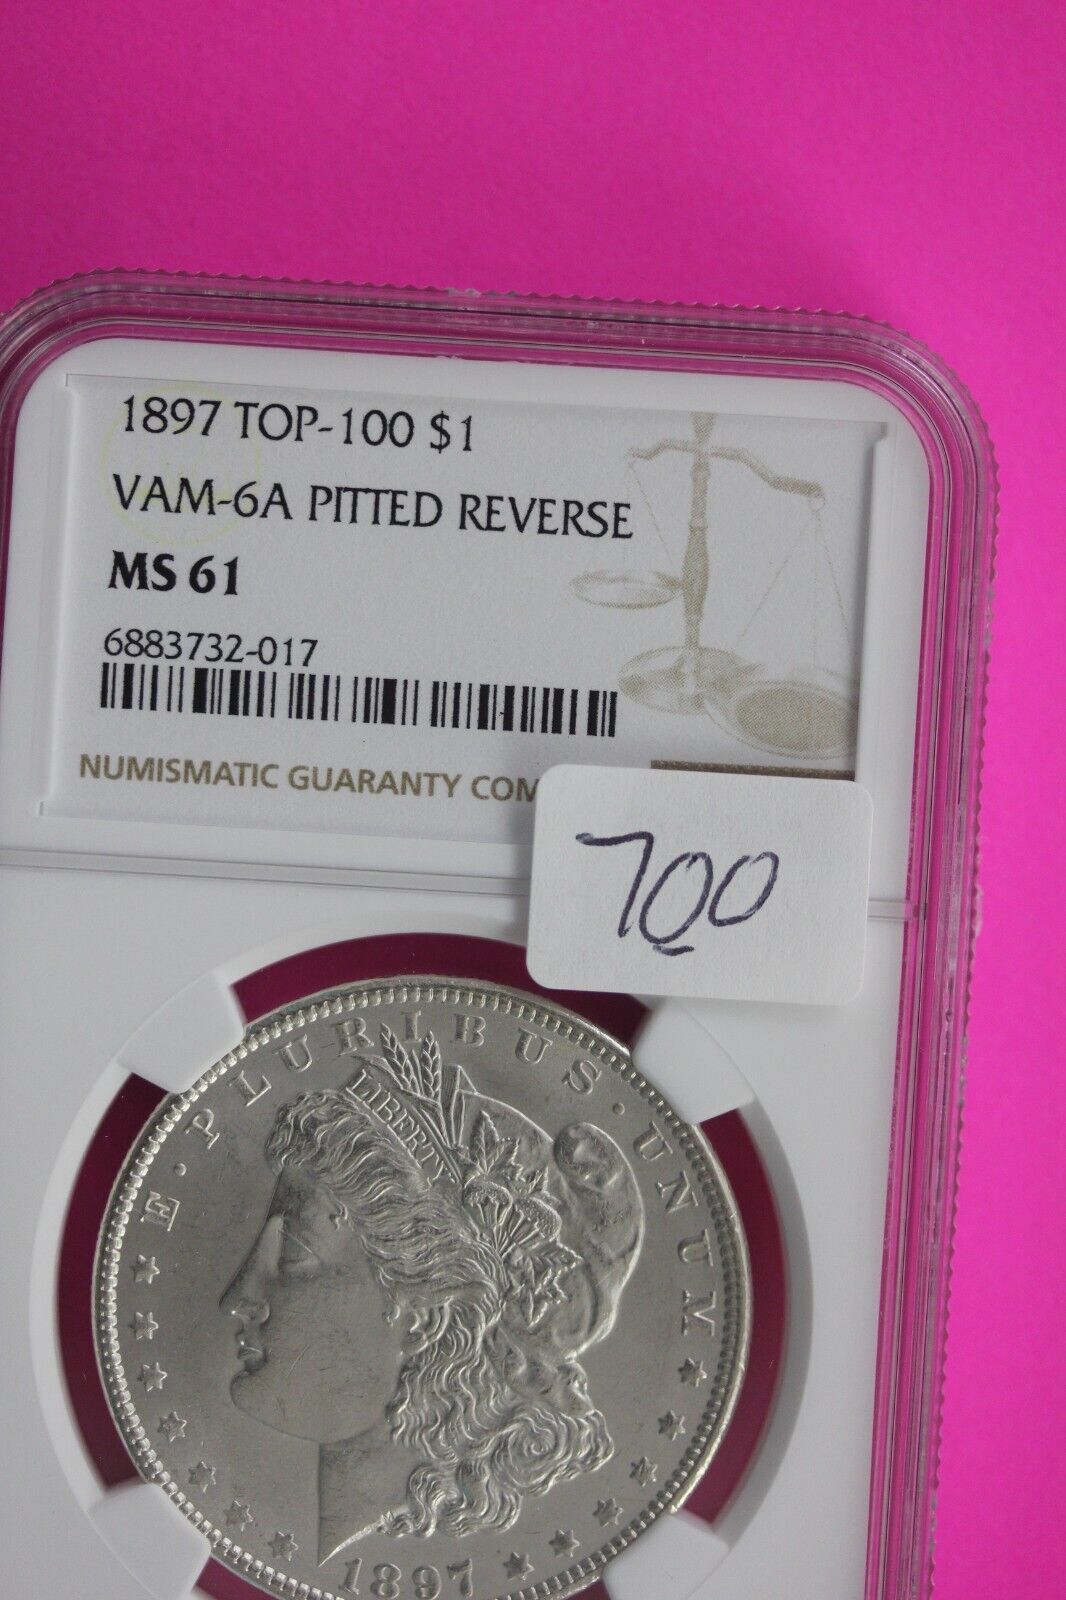 1897 TOP-100 $1
VAM-6A PITTED REVERSE
MS 61
6883732-017
NUMISMATIC GUARANTY COM
700
E·PLURIBUS·UNUM
LIBERTY
1897